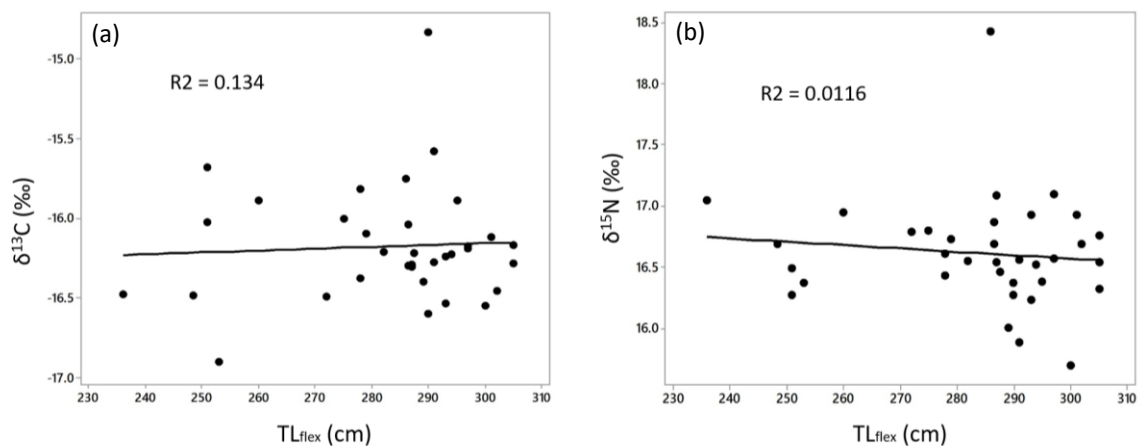 (a)
R2 = 0.134
-15.0
-15.5
-16.0
-16.5
-17.0
δ13C (‰)
230 240 250 260 270 280 290 300 310
TLflex (cm)
(b)
R2 = 0.0116
18.5
18.0
17.5
17.0
16.5
16.0
δ15N (‰)
230 240 250 260 270 280 290 300 310
TLflex (cm)